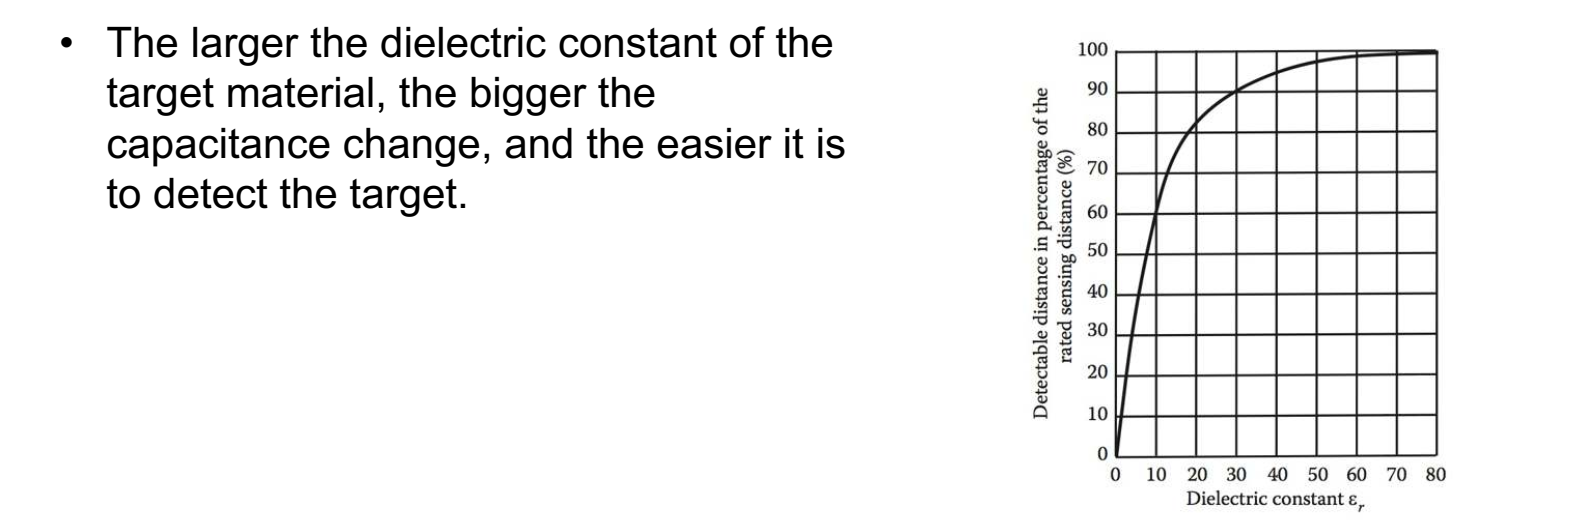 • The larger the dielectric constant of the
target material, the bigger the
capacitance change, and the easier it is
to detect the target.
Detectable distance in percentage of the
rated sensing distance (%)
100
90
80
70
60
50
40
30
20
10
0
0 10 20 30 40 50 60 70 80
Dielectric constant εr